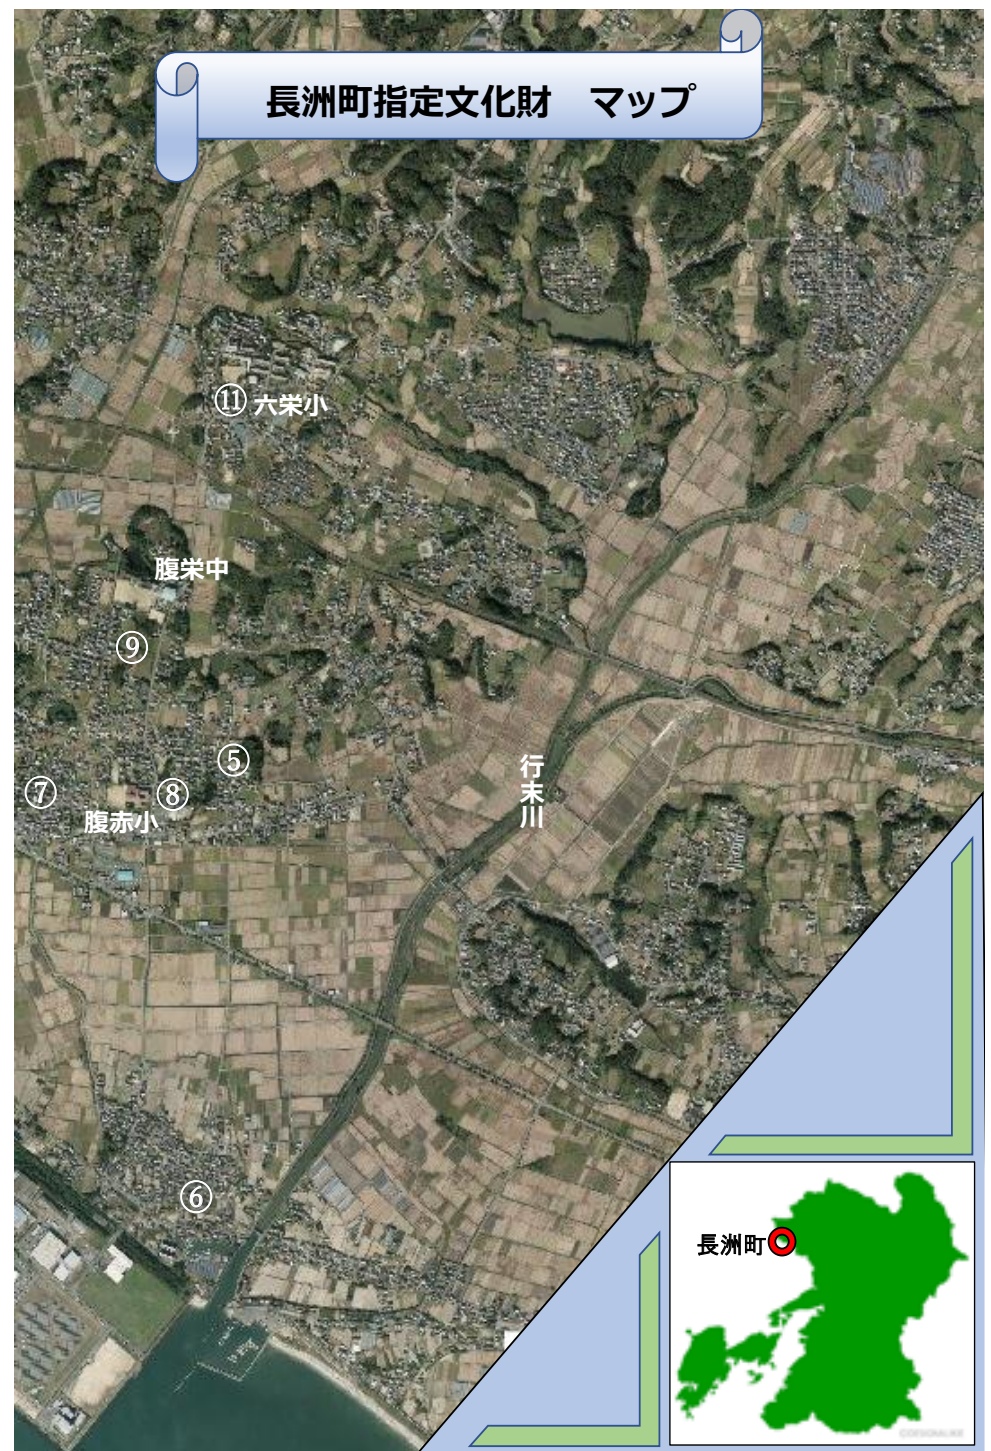 長洲町指定文化財　マップ
⑪ 六栄小
腹栄中
⑨
⑤
行末川
⑦
⑧
腹赤小
⑥
長洲町